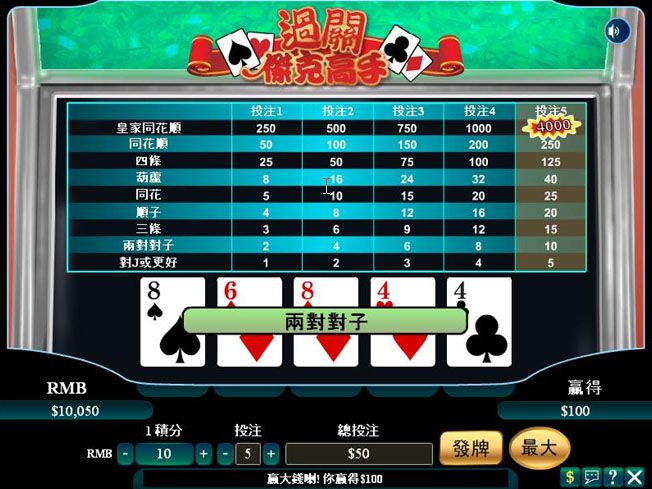 過關
傑克高手
投注1 投注2 投注3 投注4 投注5
皇家同花順 250 500 750 1000 4000
同花順 50 100 150 200 250
四條 25 50 75 100 125
葫蘆 8 16 24 32 40
同花 5 10 15 20 25
順子 4 8 12 16 20
三條 3 6 9 12 15
兩對對子 2 4 6 8 10
對J或更好 1 2 3 4 5
8 6 8 4 4
兩對對子
RMB 贏得
$10,050 $100
1積分 投注 總投注
RMB - 10 + - 5 + $50 發牌 最大
贏大錢喇! 你贏得$100 $ ?